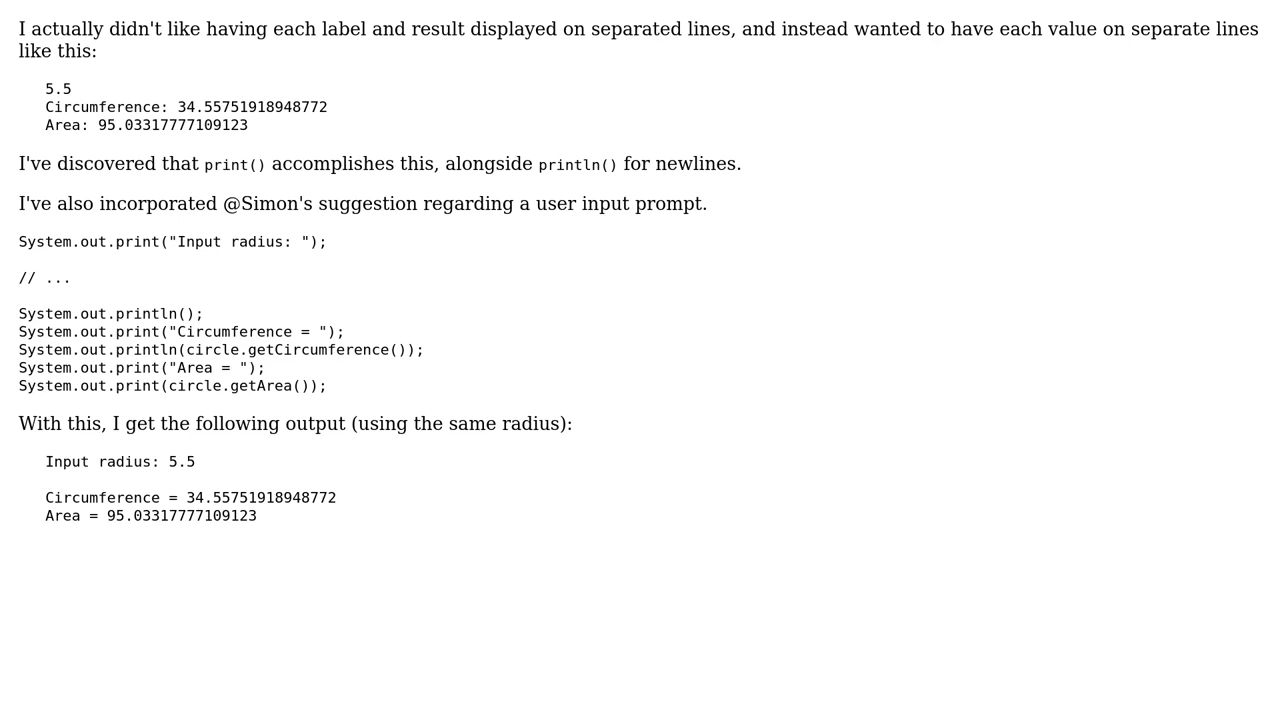 I actually didn't like having each label and result displayed on separated lines, and instead wanted to have each value on separate lines
like this:
5.5
Circumference: 34.55751918948772
Area: 95.03317777109123
I've discovered that print() accomplishes this, alongside println() for newlines.
I've also incorporated @Simon's suggestion regarding a user input prompt.
System.out.print("Input radius: ");
// ...
System.out.println();
System.out.print("Circumference = ");
System.out.println(circle.getCircumference());
System.out.print("Area = ");
System.out.print(circle.getArea());
With this, I get the following output (using the same radius):
Input radius: 5.5
Circumference = 34.55751918948772
Area = 95.03317777109123